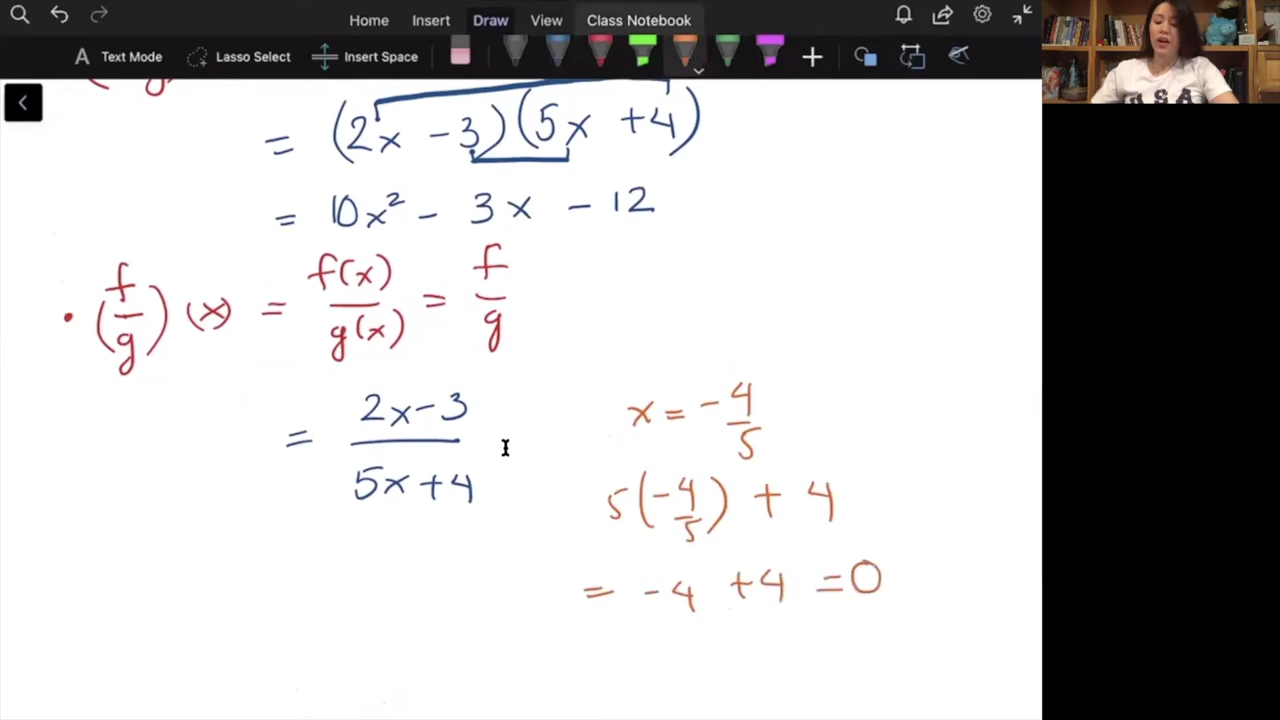 Home Insert Draw View Class Notebook
Text Mode Lasso Select Insert Space
= (2x - 3)(5x + 4)
= 10x² - 3x - 12
• (f/g)(x) = f(x)/g(x) = f/g
= 2x-3/5x+4
x = -4/5
5(-4/5) + 4
= -4 +4 =0
USA